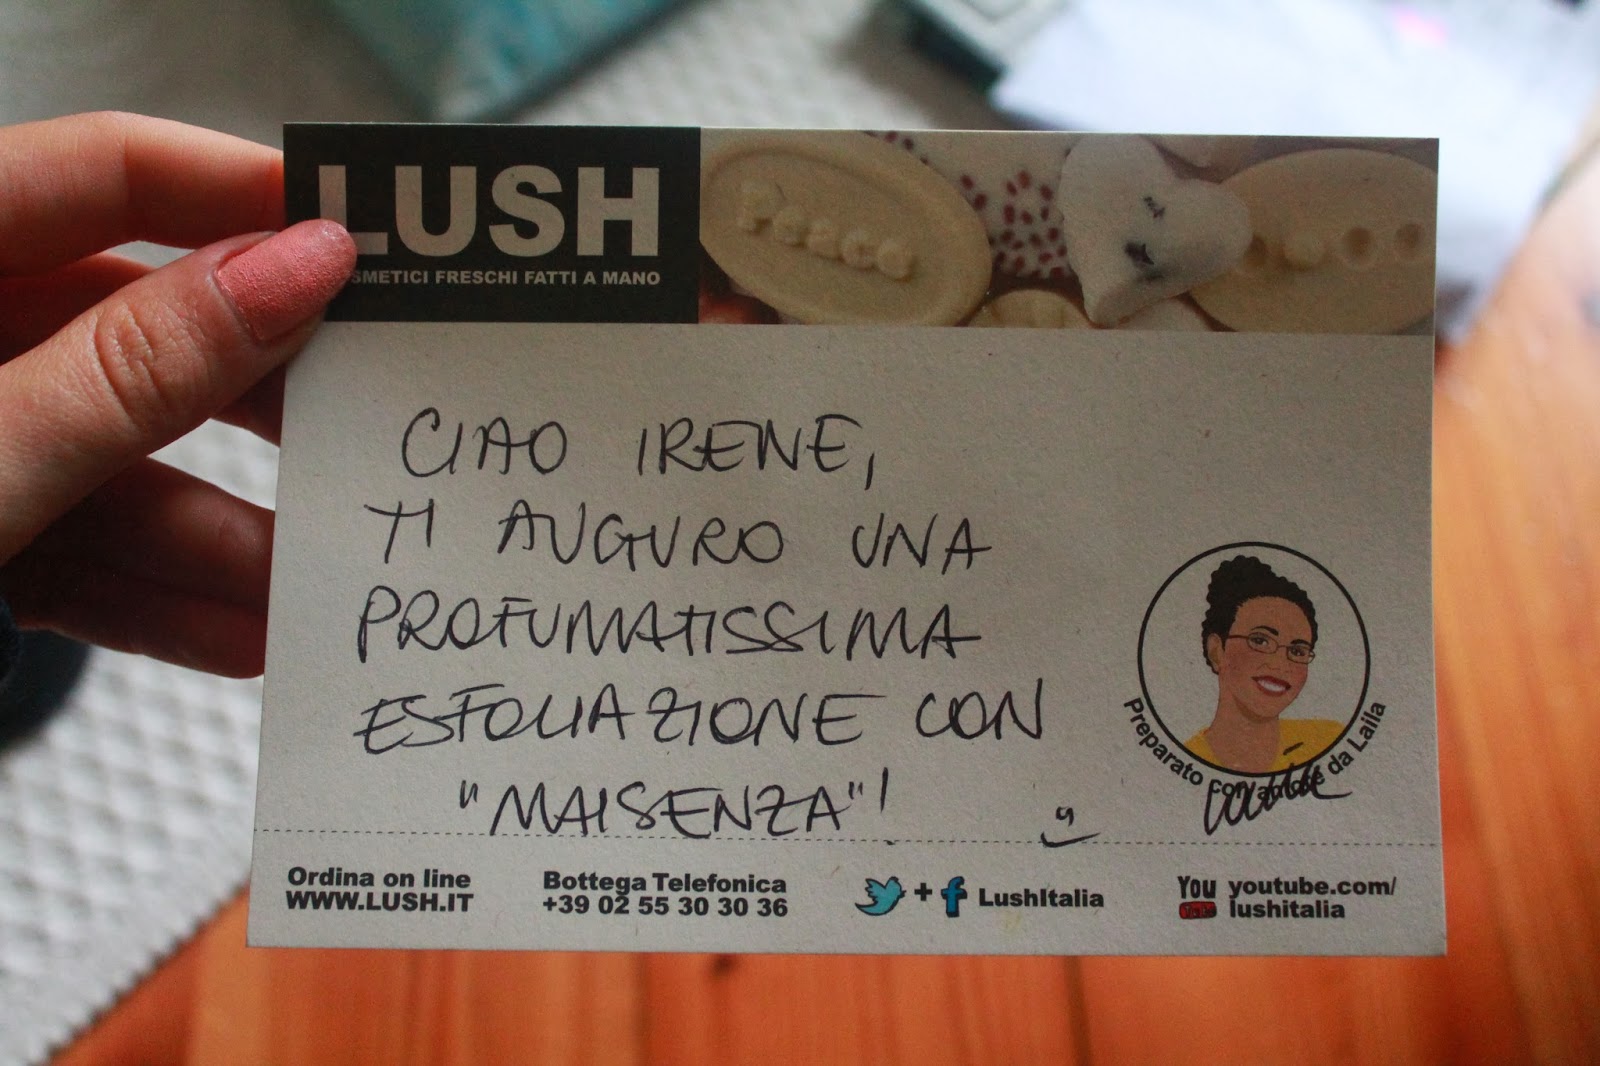 LUSH
SMETICI FRESCHI FATTI A MANO
Peace
CIAO IRENE,
TI AUGURO UNA
PROFUMATISSIMA
ESFOLIAZIONE CON
"MAISENZA"!
Preparato con amore da Laila
Ordina on line
WWW.LUSH.IT
Bottega Telefonica
+39 02 55 30 30 36
+ f LushItalia
You Tube youtube.com/
lushitalia